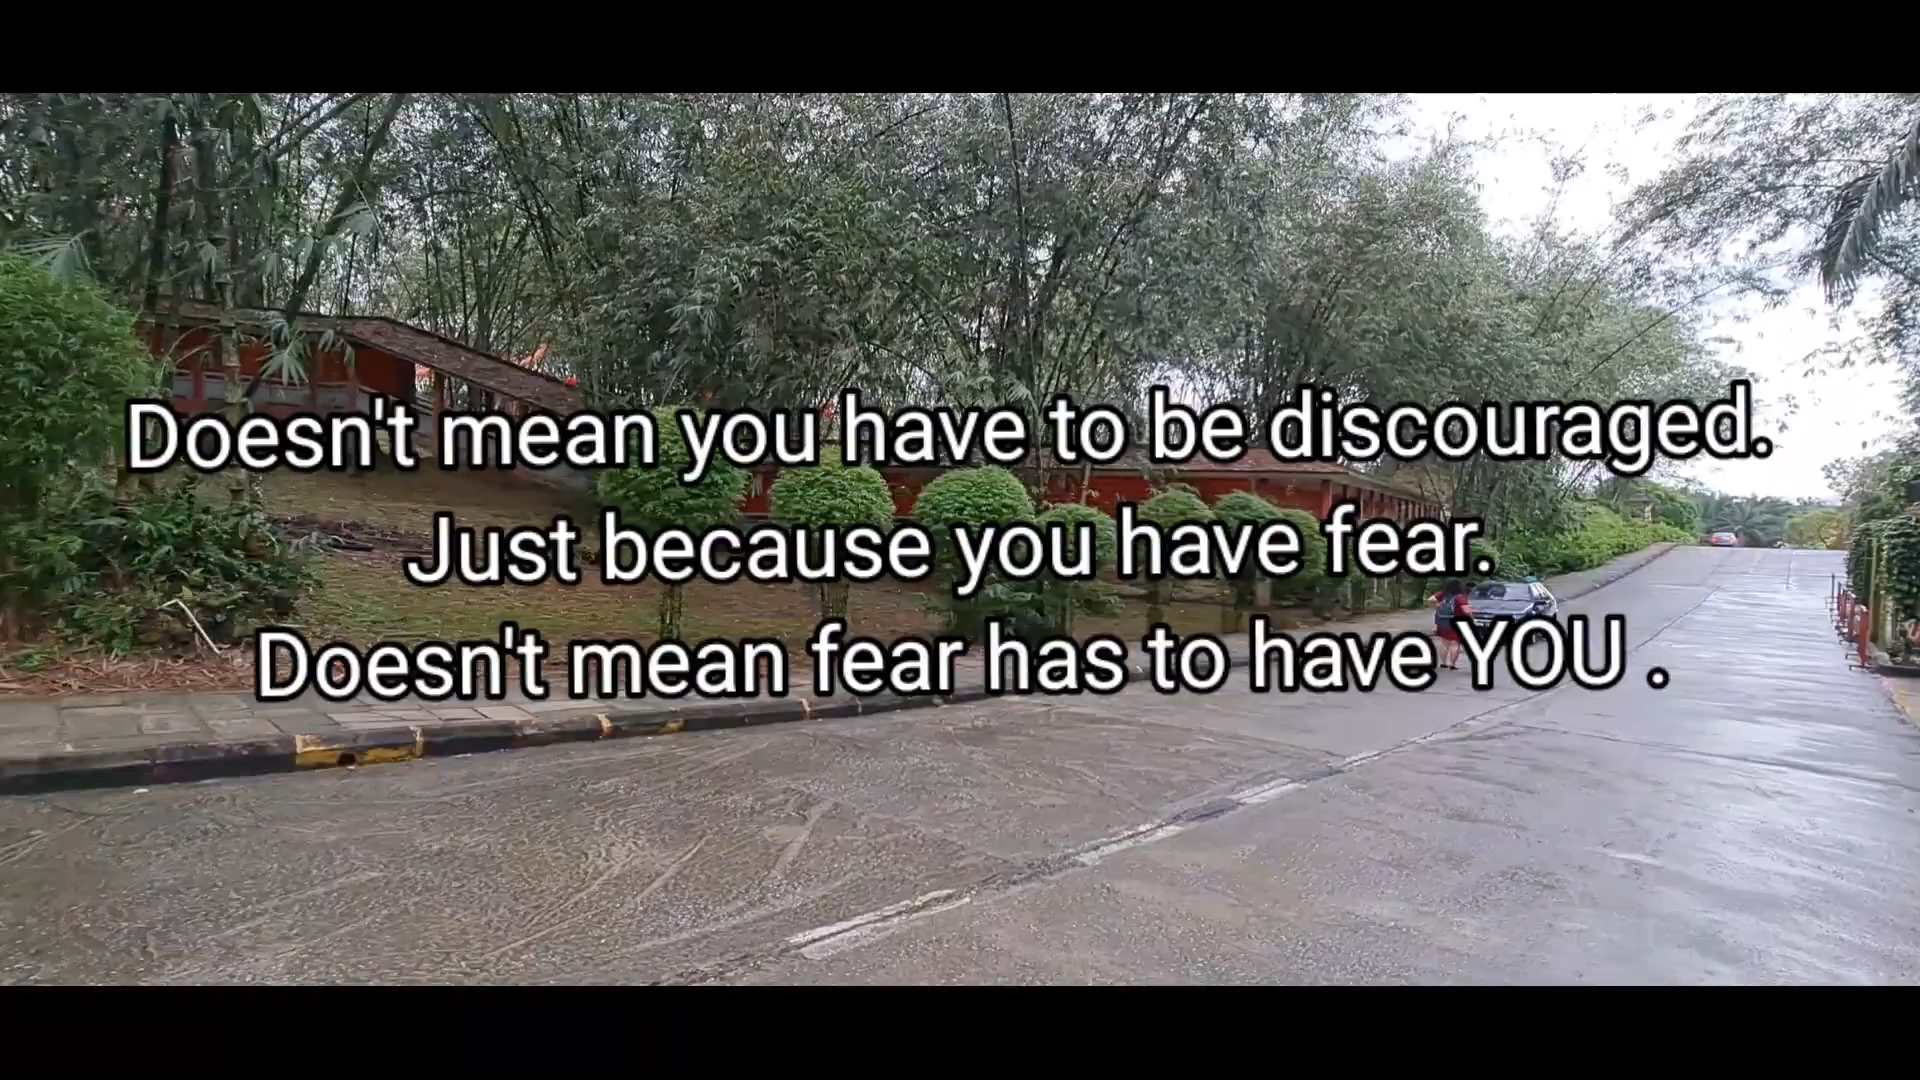 Doesn't mean you have to be discouraged.
Just because you have fear.
Doesn't mean fear has to have YOU .